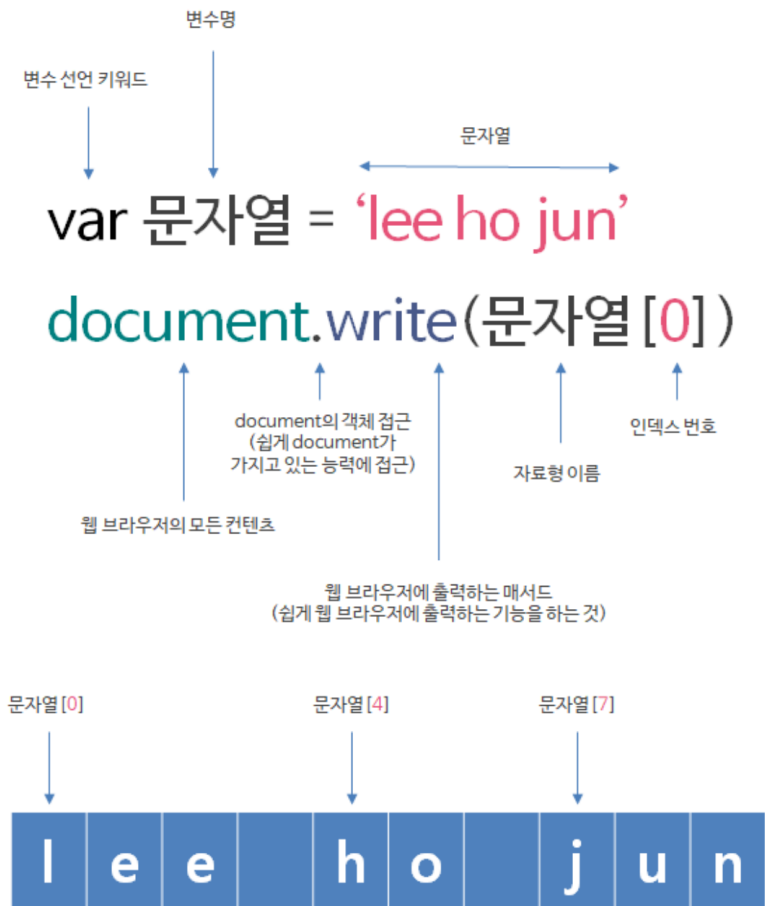 변수명
변수 선언 키워드
문자열
var 문자열 = ‘lee ho jun’
document.write(문자열[0])
document의 객체 접근
(쉽게 document가
가지고 있는 능력에 접근)
인덱스 번호
자료형 이름
웹 브라우저의 모든 컨텐츠
웹 브라우저에 출력하는 매서드
(쉽게 웹 브라우저에 출력하는 기능을 하는 것)
문자열[0] 문자열[4] 문자열[7]
l e e h o j u n